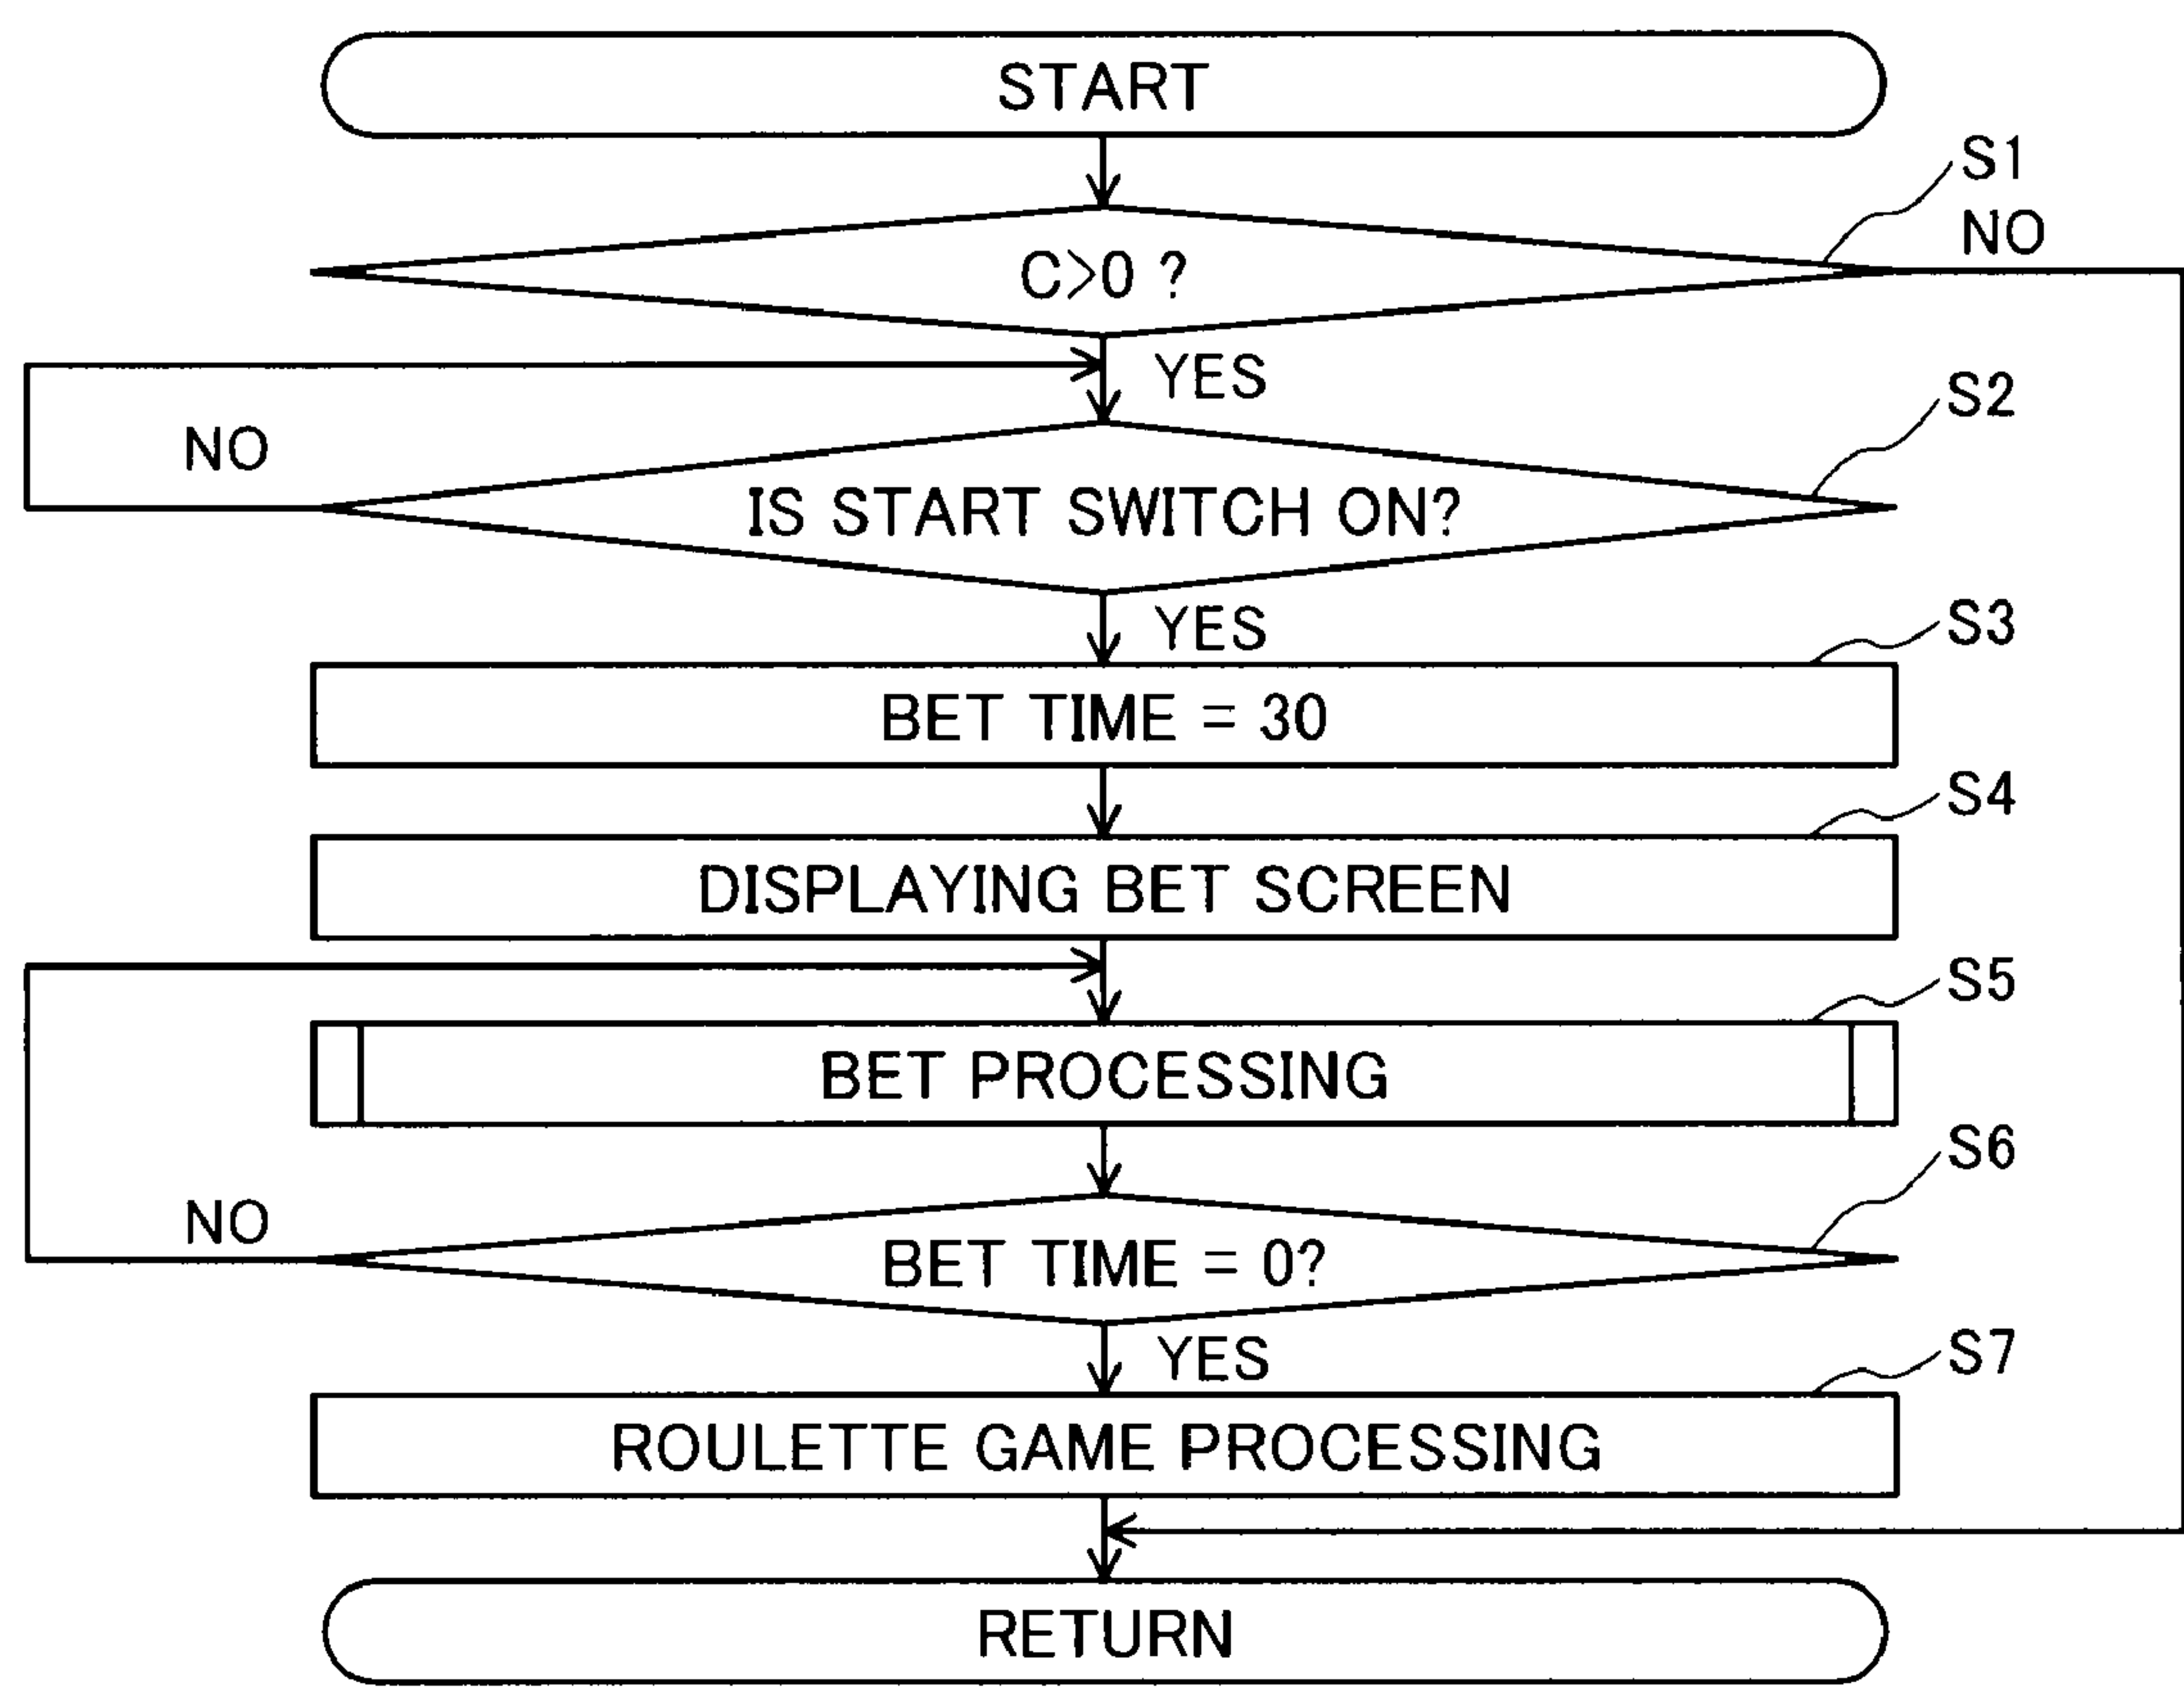 START
S1
NO
C>0 ?
YES
S2
NO
IS START SWITCH ON?
YES
S3
BET TIME = 30
S4
DISPLAYING BET SCREEN
S5
BET PROCESSING
S6
NO
BET TIME = 0?
YES
S7
ROULETTE GAME PROCESSING
RETURN